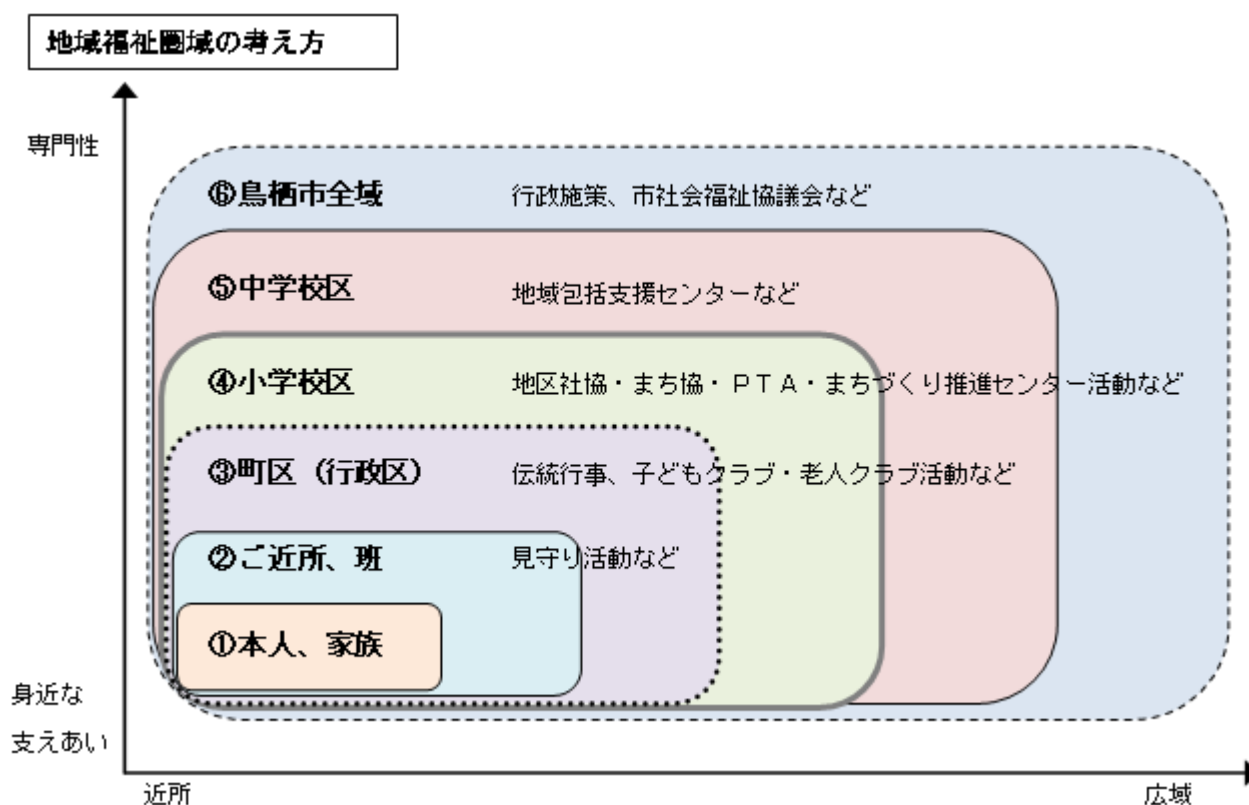 地域福祉圏域の考え方
専門性
⑥鳥栖市全域 行政施策、市社会福祉協議会など
⑤中学校区 地域包括支援センターなど
④小学校区 地区社協・まち協・ＰＴＡ・まちづくり推進センター活動など
③町区（行政区） 伝統行事、子どもクラブ・老人クラブ活動など
②ご近所、班 見守り活動など
①本人、家族
身近な
支えあい
近所 広域